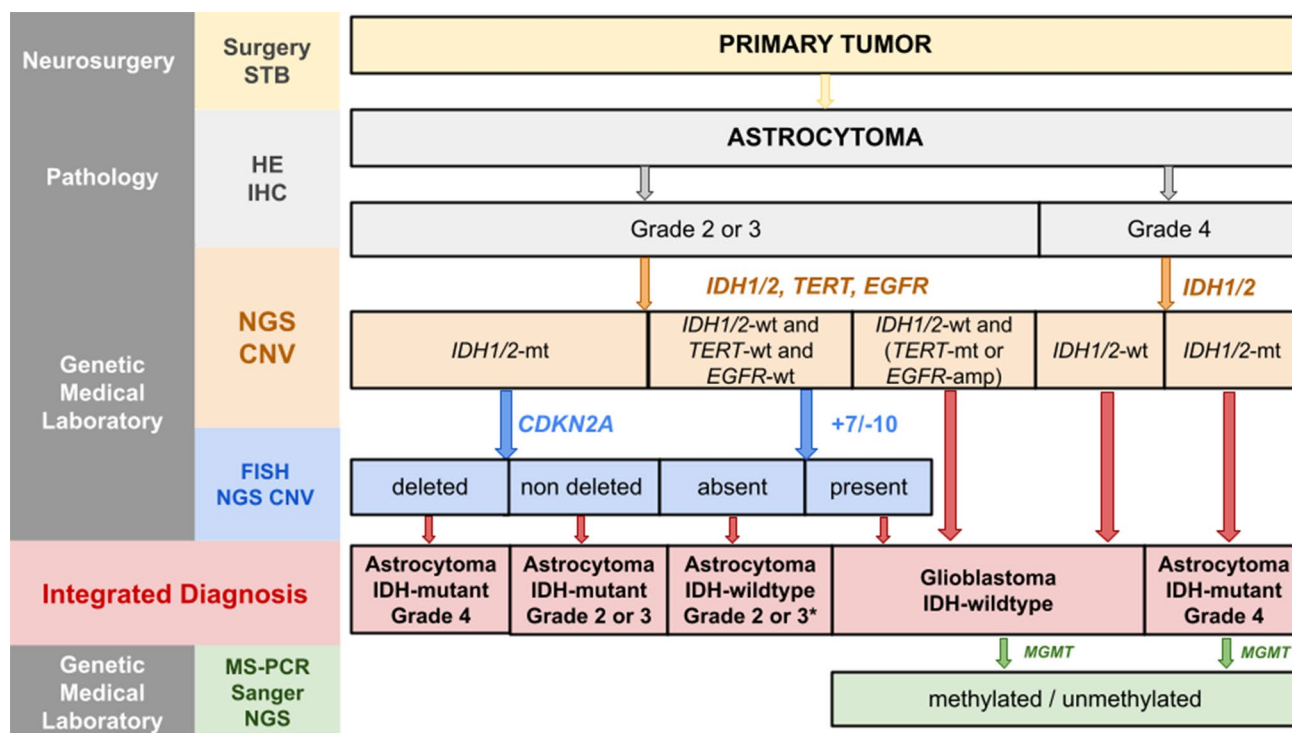 Neurosurgery
Surgery
STB
PRIMARY TUMOR
Pathology
HE
IHC
ASTROCYTOMA
Grade 2 or 3
Grade 4
Genetic
Medical
Laboratory
NGS
CNV
IDH1/2, TERT, EGFR
IDH1/2
IDH1/2-mt
IDH1/2-wt and
TERT-wt and
EGFR-wt
IDH1/2-wt and
(TERT-mt or
EGFR-amp)
IDH1/2-wt
IDH1/2-mt
CDKN2A
+7/-10
FISH
NGS CNV
deleted
non deleted
absent
present
Integrated Diagnosis
Astrocytoma
IDH-mutant
Grade 4
Astrocytoma
IDH-mutant
Grade 2 or 3
Astrocytoma
IDH-wildtype
Grade 2 or 3*
Glioblastoma
IDH-wildtype
Astrocytoma
IDH-mutant
Grade 4
MGMT
MGMT
Genetic
Medical
Laboratory
MS-PCR
Sanger
NGS
methylated / unmethylated